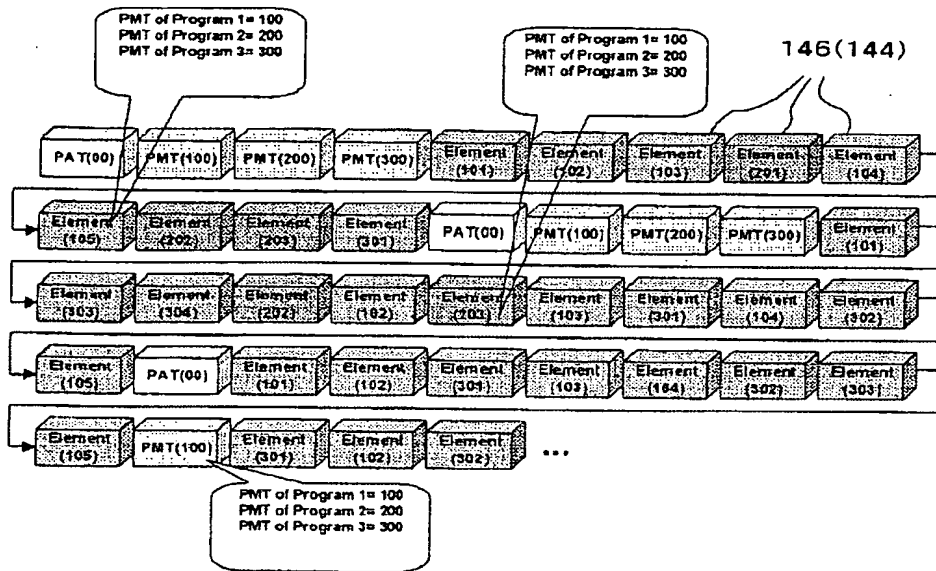 PMT of Program 1= 100
PMT of Program 2= 200
PMT of Program 3= 300
PMT of Program 1= 100
PMT of Program 2= 200
PMT of Program 3= 300
146(144)
PAT(00) PMT(100) PMT(200) PMT(300) Element (101) Element (102) Element (103) Element (201) Element (104)
Element (105) Element (202) Element (203) Element (301) PAT(00) PMT(100) PMT(200) PMT(300) Element (101)
Element (303) Element (304) Element (202) Element (102) Element (203) Element (103) Element (301) Element (104) Element (302)
Element (105) PAT(00) Element (101) Element (102) Element (301) Element (103) Element (104) Element (302) Element (303)
Element (105) PMT(100) Element (301) Element (102) Element (302) ...
PMT of Program 1= 100
PMT of Program 2= 200
PMT of Program 3= 300